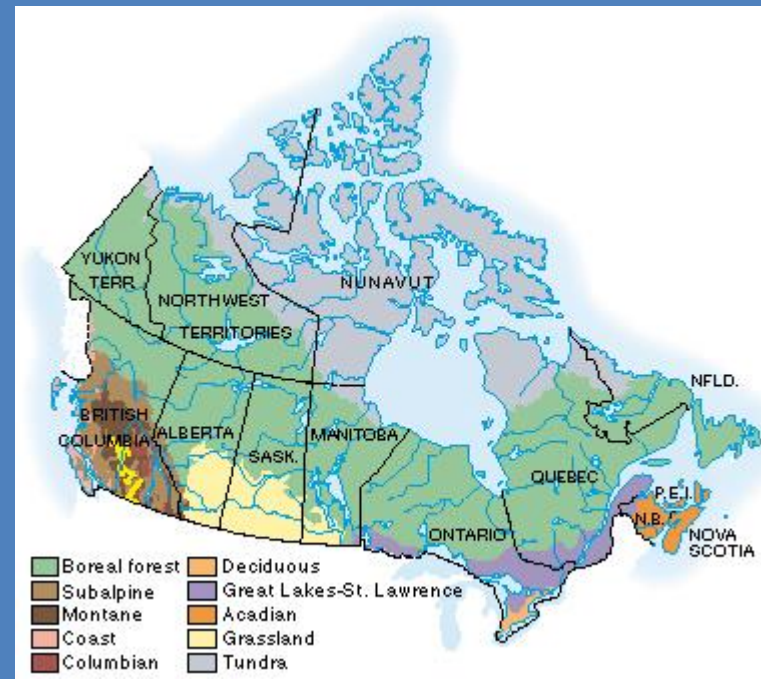 YUKON
TERR.
NORTHWEST
TERRITORIES
NUNAVUT
NFLD.
BRITISH
COLUMBIA
ALBERTA
SASK.
MANITOBA
ONTARIO
QUEBEC
P.E.I.
N.B.
NOVA
SCOTIA
Boreal forest
Subalpine
Montane
Coast
Columbian
Deciduous
Great Lakes-St. Lawrence
Acadian
Grassland
Tundra